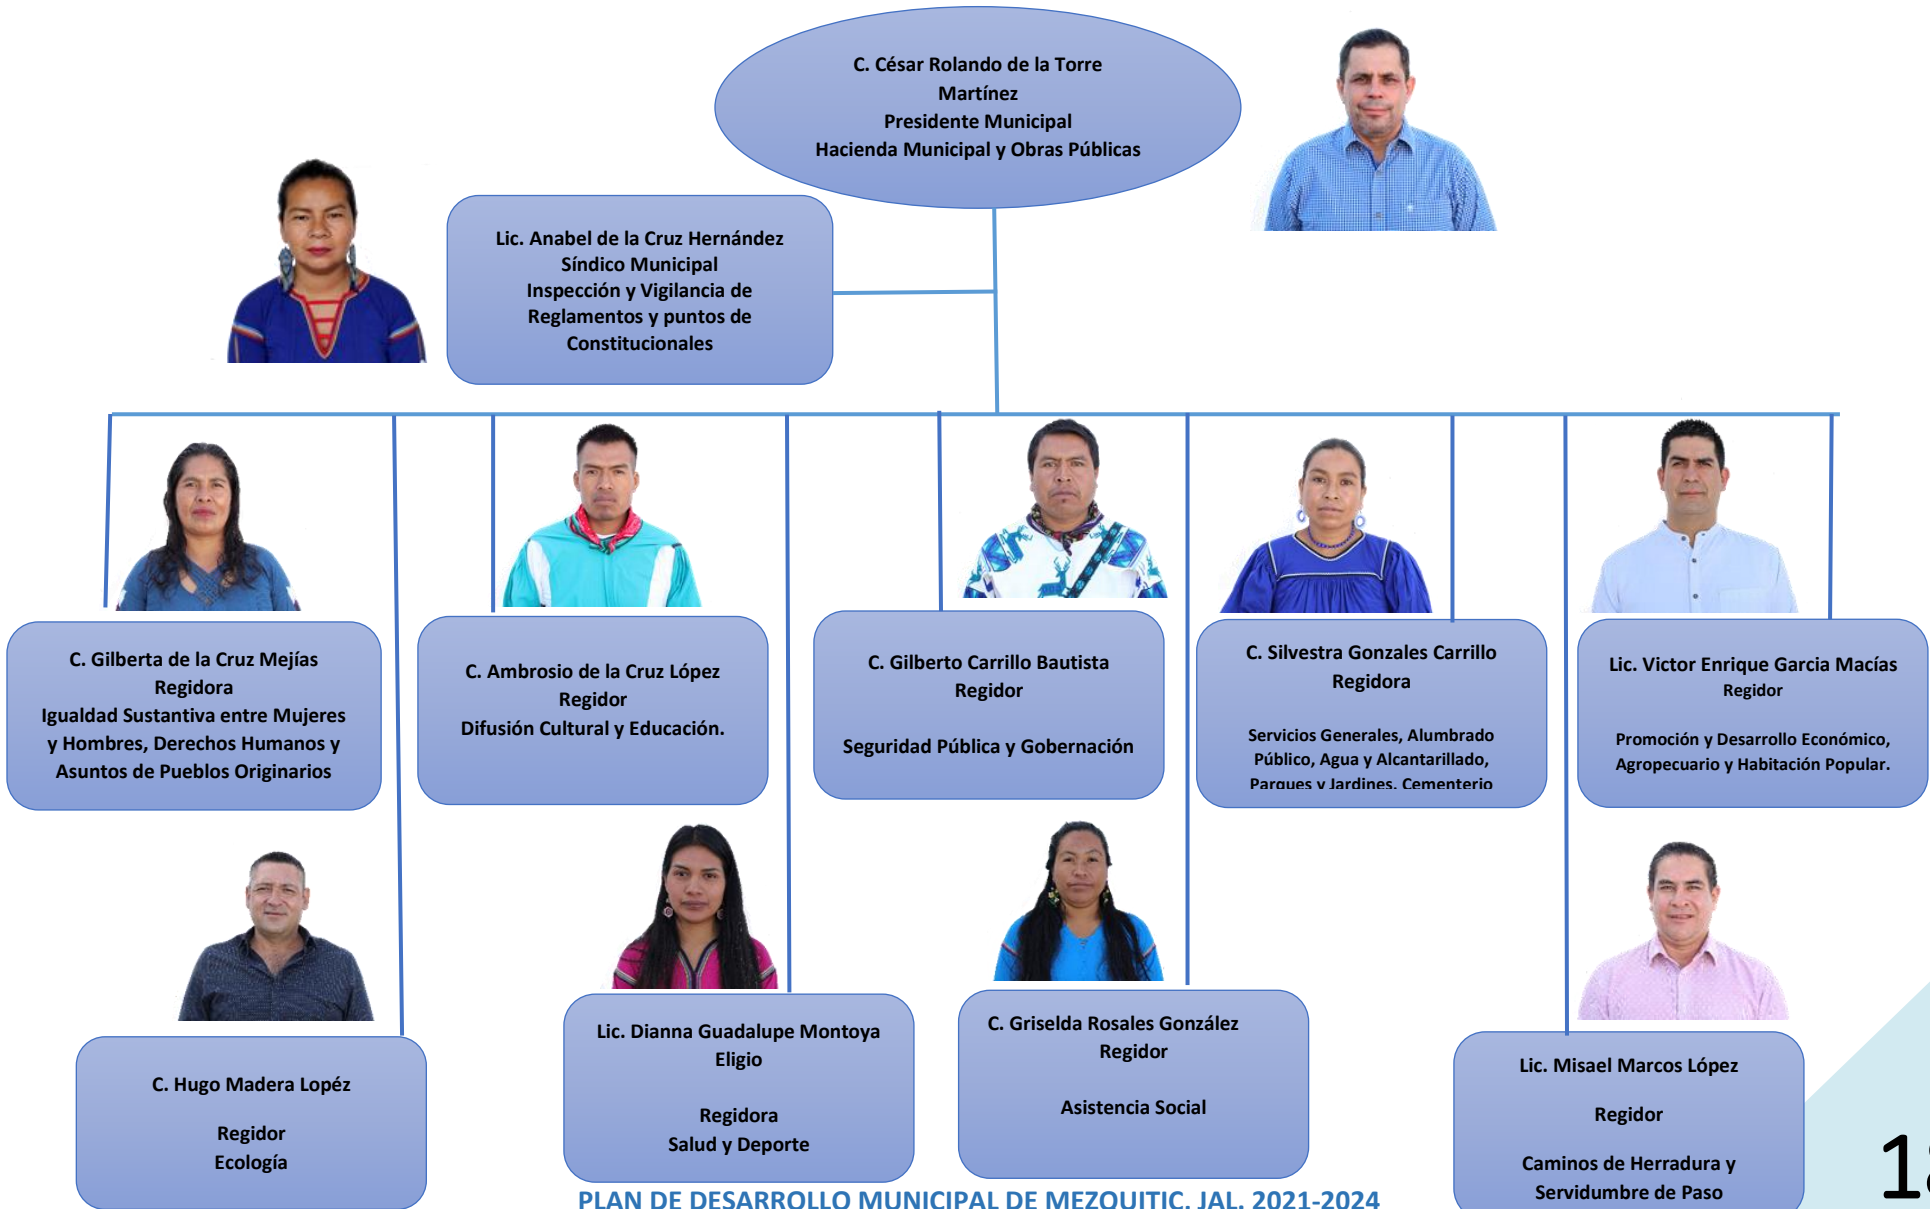 C. César Rolando de la Torre
Martínez
Presidente Municipal
Hacienda Municipal y Obras Públicas
Lic. Anabel de la Cruz Hernández
Síndico Municipal
Inspección y Vigilancia de
Reglamentos y puntos de
Constitucionales
C. Gilberta de la Cruz Mejías
Regidora
Igualdad Sustantiva entre Mujeres
y Hombres, Derechos Humanos y
Asuntos de Pueblos Originarios
C. Ambrosio de la Cruz López
Regidor
Difusión Cultural y Educación.
C. Gilberto Carrillo Bautista
Regidor
Seguridad Pública y Gobernación
C. Silvestra Gonzales Carrillo
Regidora
Servicios Generales, Alumbrado
Público, Agua y Alcantarillado,
Parques y Jardines, Cementerio
Lic. Victor Enrique Garcia Macías
Regidor
Promoción y Desarrollo Económico,
Agropecuario y Habitación Popular.
C. Hugo Madera Lopéz
Regidor
Ecología
Lic. Dianna Guadalupe Montoya
Eligio
Regidora
Salud y Deporte
C. Griselda Rosales González
Regidor
Asistencia Social
Lic. Misael Marcos López
Regidor
Caminos de Herradura y
Servidumbre de Paso
PLAN DE DESARROLLO MUNICIPAL DE MEZQUITIC, JAL. 2021-2024